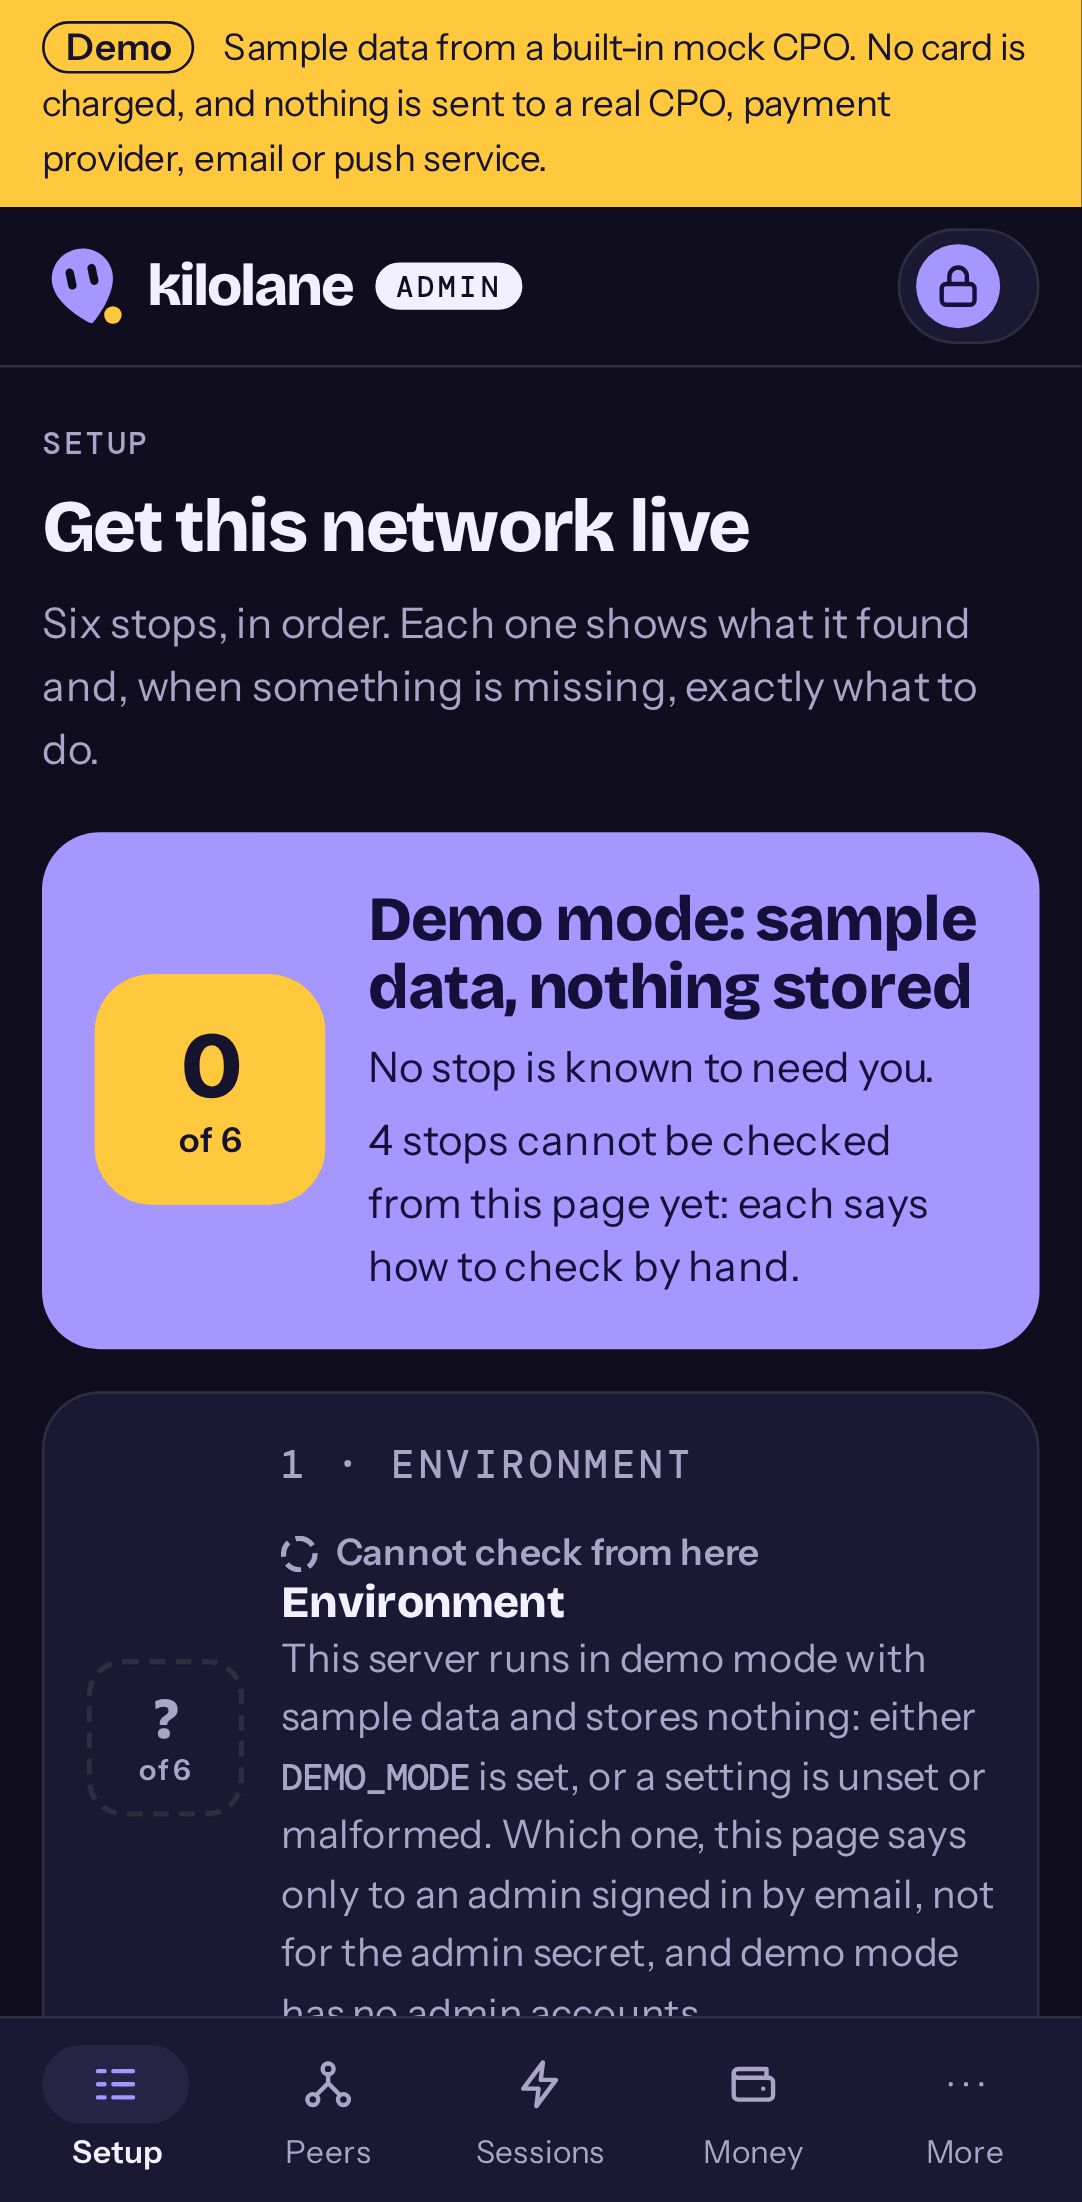 Demo Sample data from a built-in mock CPO. No card is
charged, and nothing is sent to a real CPO, payment
provider, email or push service.
kilolane ADMIN
SETUP
Get this network live
Six stops, in order. Each one shows what it found
and, when something is missing, exactly what to
do.
Demo mode: sample
data, nothing stored
0
of 6
No stop is known to need you.
4 stops cannot be checked
from this page yet: each says
how to check by hand.
1 · ENVIRONMENT
Cannot check from here
Environment
?
of 6
This server runs in demo mode with
sample data and stores nothing: either
DEMO_MODE is set, or a setting is unset or
malformed. Which one, this page says
only to an admin signed in by email, not
for the admin secret, and demo mode
has no admin accounts.
Setup
Peers
Sessions
Money
More